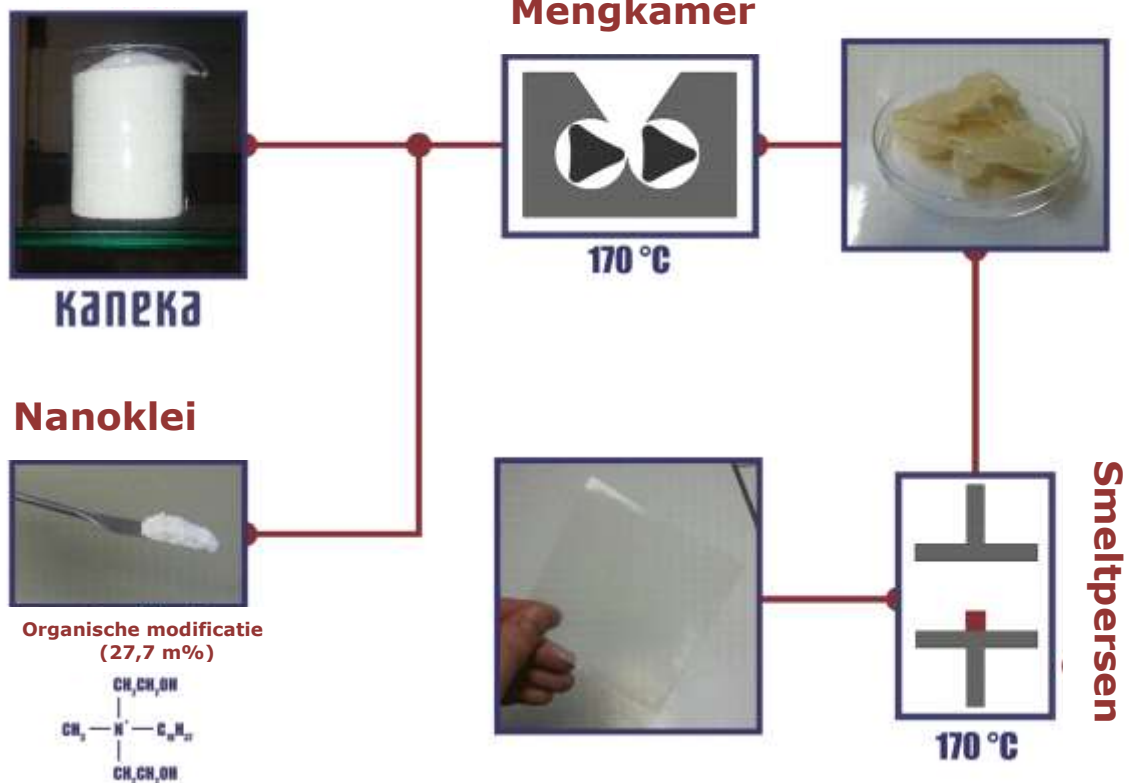 Mengkamer
170 °C
Kaneka
Nanoklei
Organische modificatie
(27,7 m%)
CH₂CH₂OH
CH₃ — N⁺ — C₁₈H₃₇
CH₂CH₂OH
Smeltpersen
170 °C